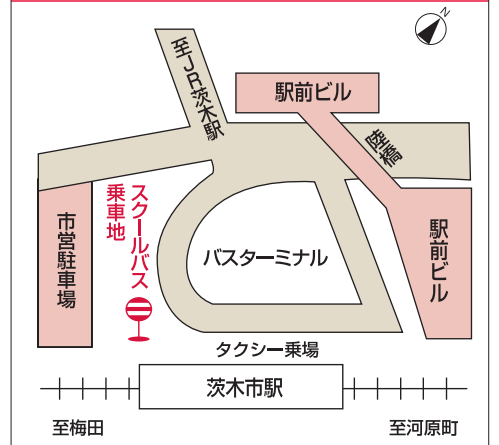 N
至JR茨木駅
駅前ビル
陸橋
スクールバス
乗車地
市営駐車場
バスターミナル
駅前ビル
タクシー乗場
茨木市駅
至梅田
至河原町